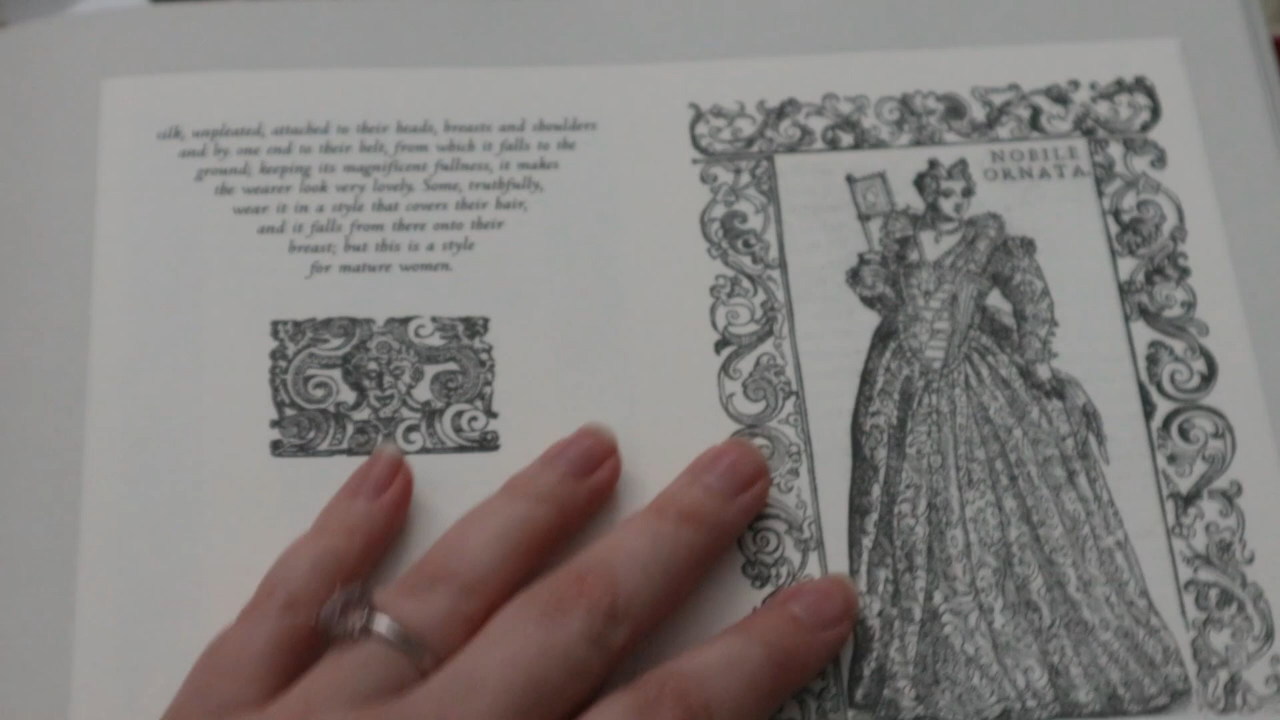 silk, unpleated, attached to their heads, breasts and shoulders
and by one end to their belt, from which it falls to the
ground; keeping its magnificent fullness, it makes
the wearer look very lovely. Some, truthfully,
wear it in a style that covers their hair,
and it falls from there onto their
breast; but this is a style
for mature women.
NOBILE
ORNATA